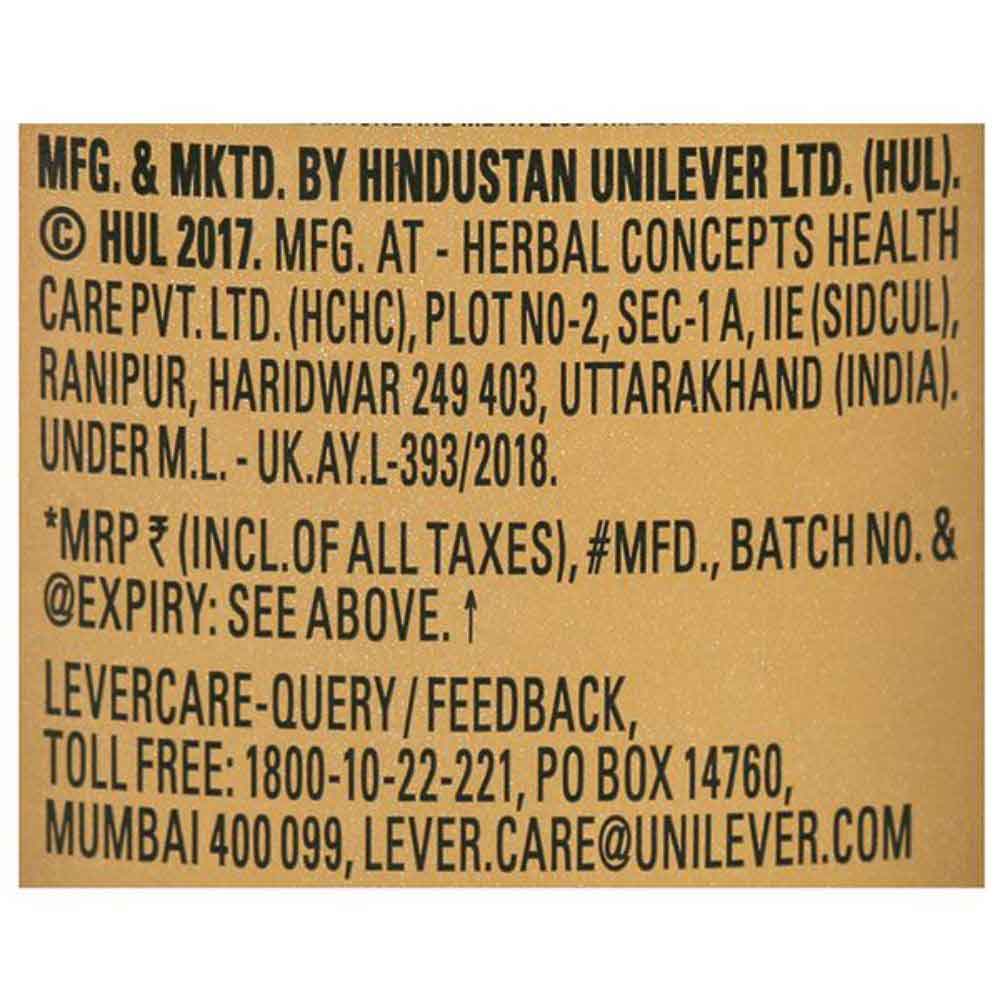 MFG. & MKTD. BY HINDUSTAN UNILEVER LTD. (HUL).
© HUL 2017. MFG. AT - HERBAL CONCEPTS HEALTH
CARE PVT. LTD. (HCHC), PLOT NO-2, SEC-1 A, IIE (SIDCUL),
RANIPUR, HARIDWAR 249 403, UTTARAKHAND (INDIA).
UNDER M.L. - UK.AY.L-393/2018.
*MRP ₹ (INCL.OF ALL TAXES), #MFD., BATCH NO. &
@EXPIRY: SEE ABOVE. ↑
LEVERCARE-QUERY / FEEDBACK,
TOLL FREE: 1800-10-22-221, PO BOX 14760,
MUMBAI 400 099, LEVER.CARE@UNILEVER.COM